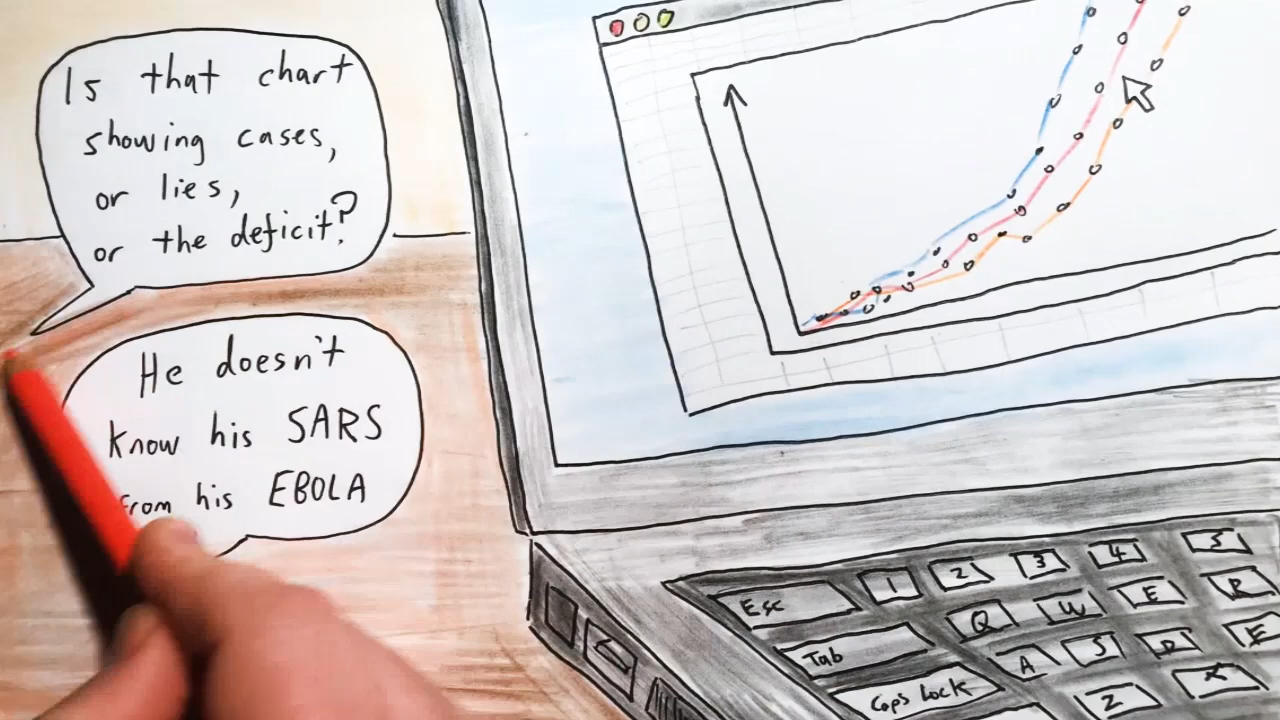 Is that chart
showing cases,
or lies,
or the deficit?
He doesn't
know his SARS
from his EBOLA
Esc 1 2 3 4 5
Tab Q W E R
Caps lock A S D
Z X